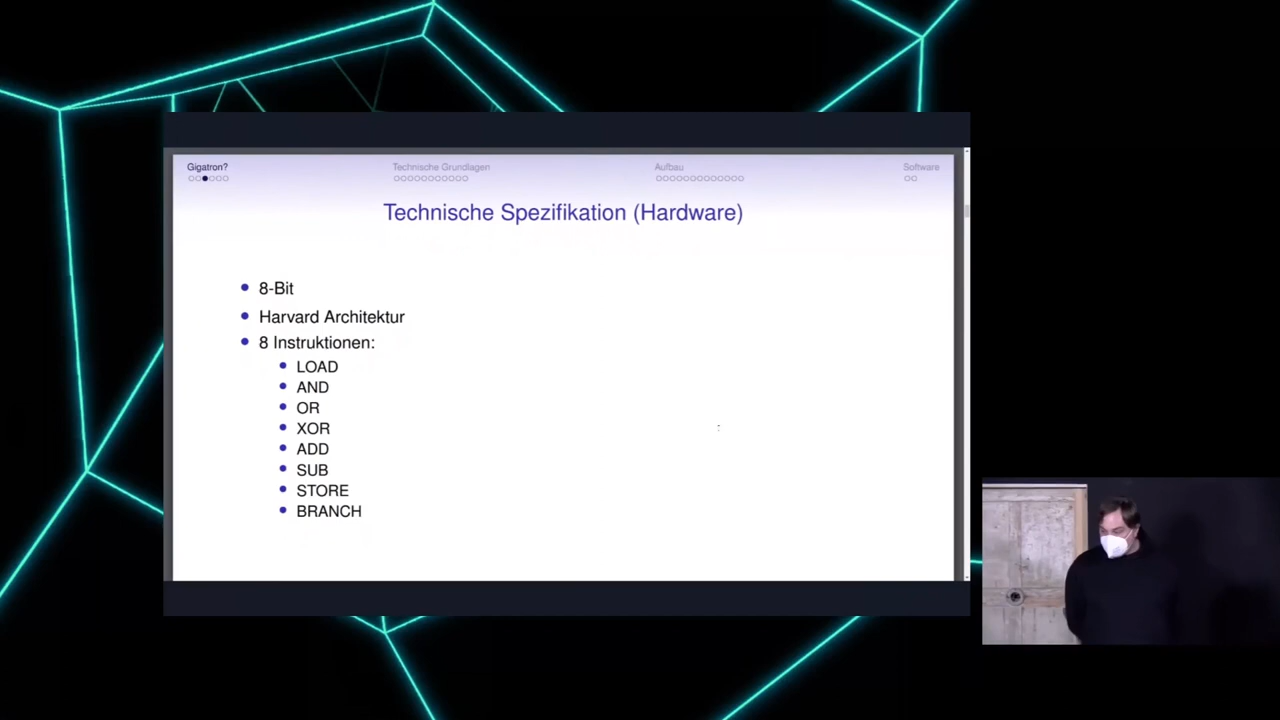 Gigatron?
Technische Grundlagen
Aufbau
Software
Technische Spezifikation (Hardware)
8-Bit
Harvard Architektur
8 Instruktionen:
LOAD
AND
OR
XOR
ADD
SUB
STORE
BRANCH